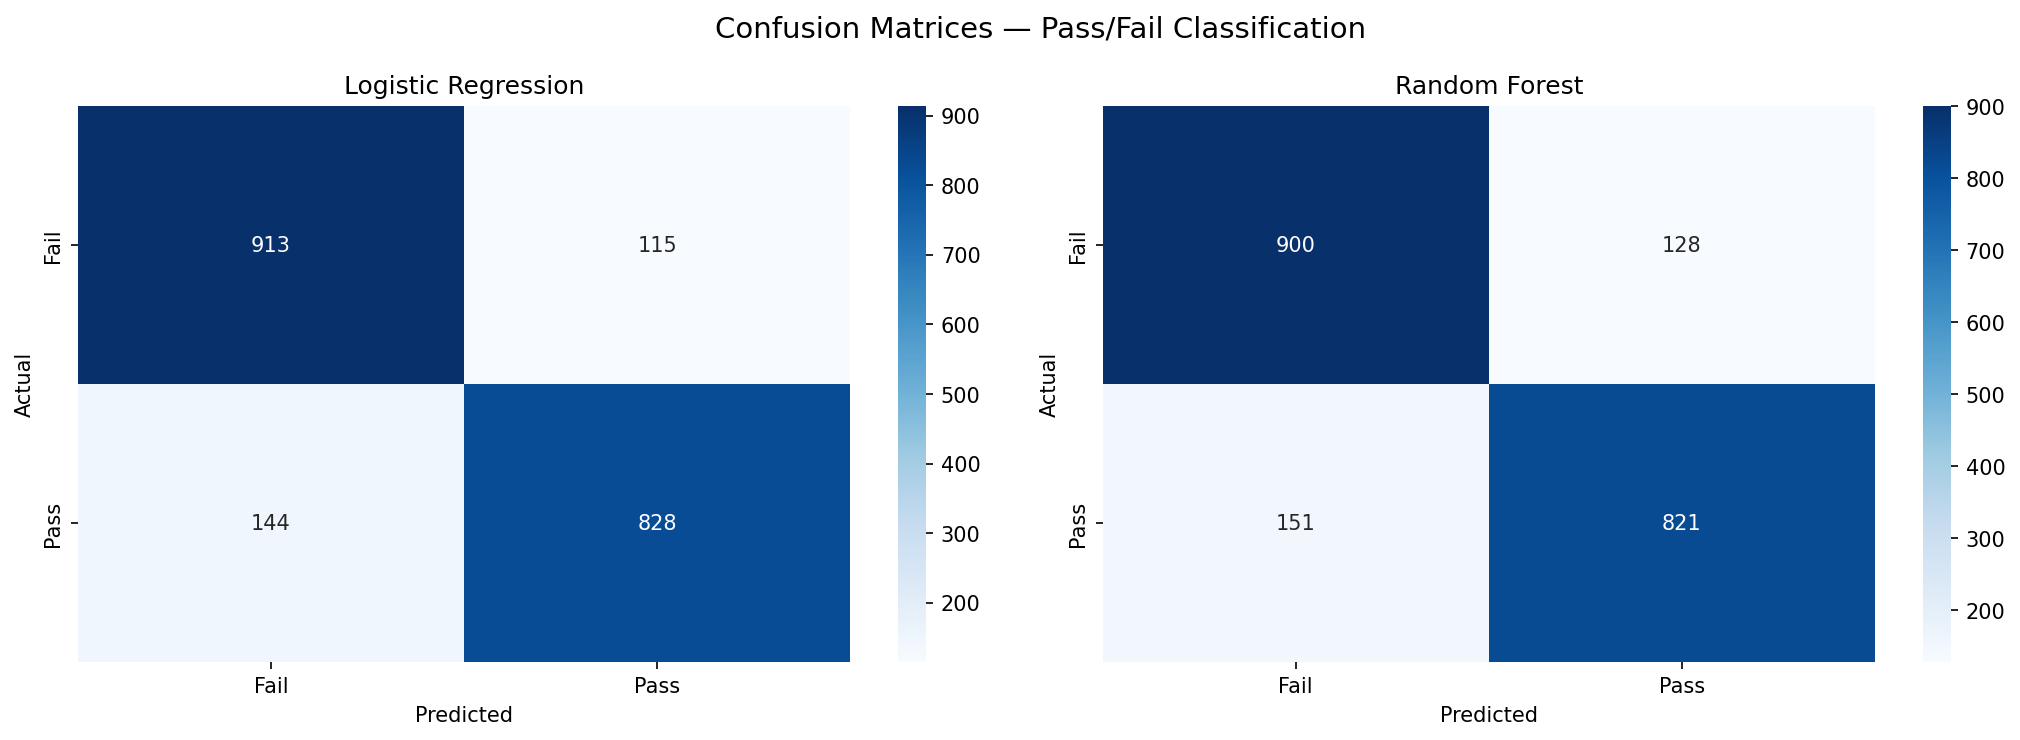 Confusion Matrices — Pass/Fail Classification
Logistic Regression
Actual
Fail
Pass
913
115
144
828
Fail
Pass
Predicted
900
800
700
600
500
400
300
200
Random Forest
Actual
Fail
Pass
900
128
151
821
Fail
Pass
Predicted
900
800
700
600
500
400
300
200